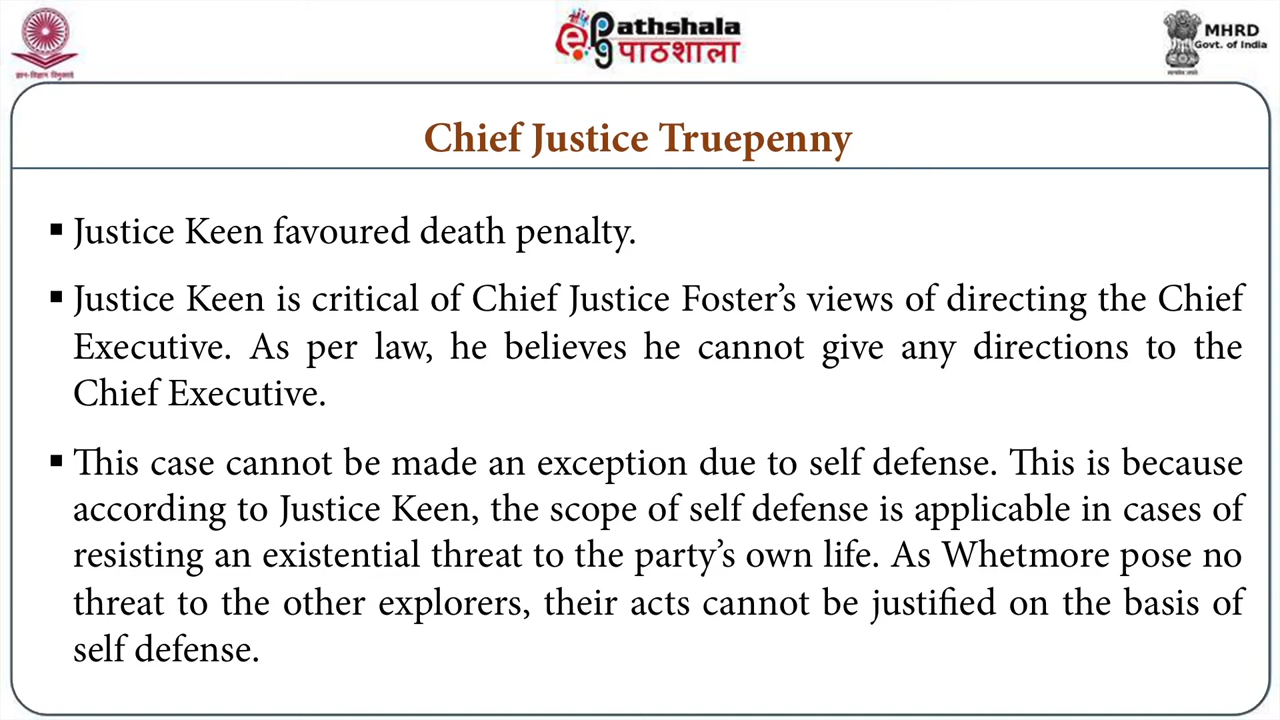 ज्ञान-विज्ञान विमुक्तये
ePathshala
पाठशाला
MHRD
Govt. of India
सत्यमेव जयते
Chief Justice Truepenny
▪ Justice Keen favoured death penalty.
▪ Justice Keen is critical of Chief Justice Foster’s views of directing the Chief
Executive. As per law, he believes he cannot give any directions to the
Chief Executive.
▪ This case cannot be made an exception due to self defense. This is because
according to Justice Keen, the scope of self defense is applicable in cases of
resisting an existential threat to the party’s own life. As Whetmore pose no
threat to the other explorers, their acts cannot be justified on the basis of
self defense.